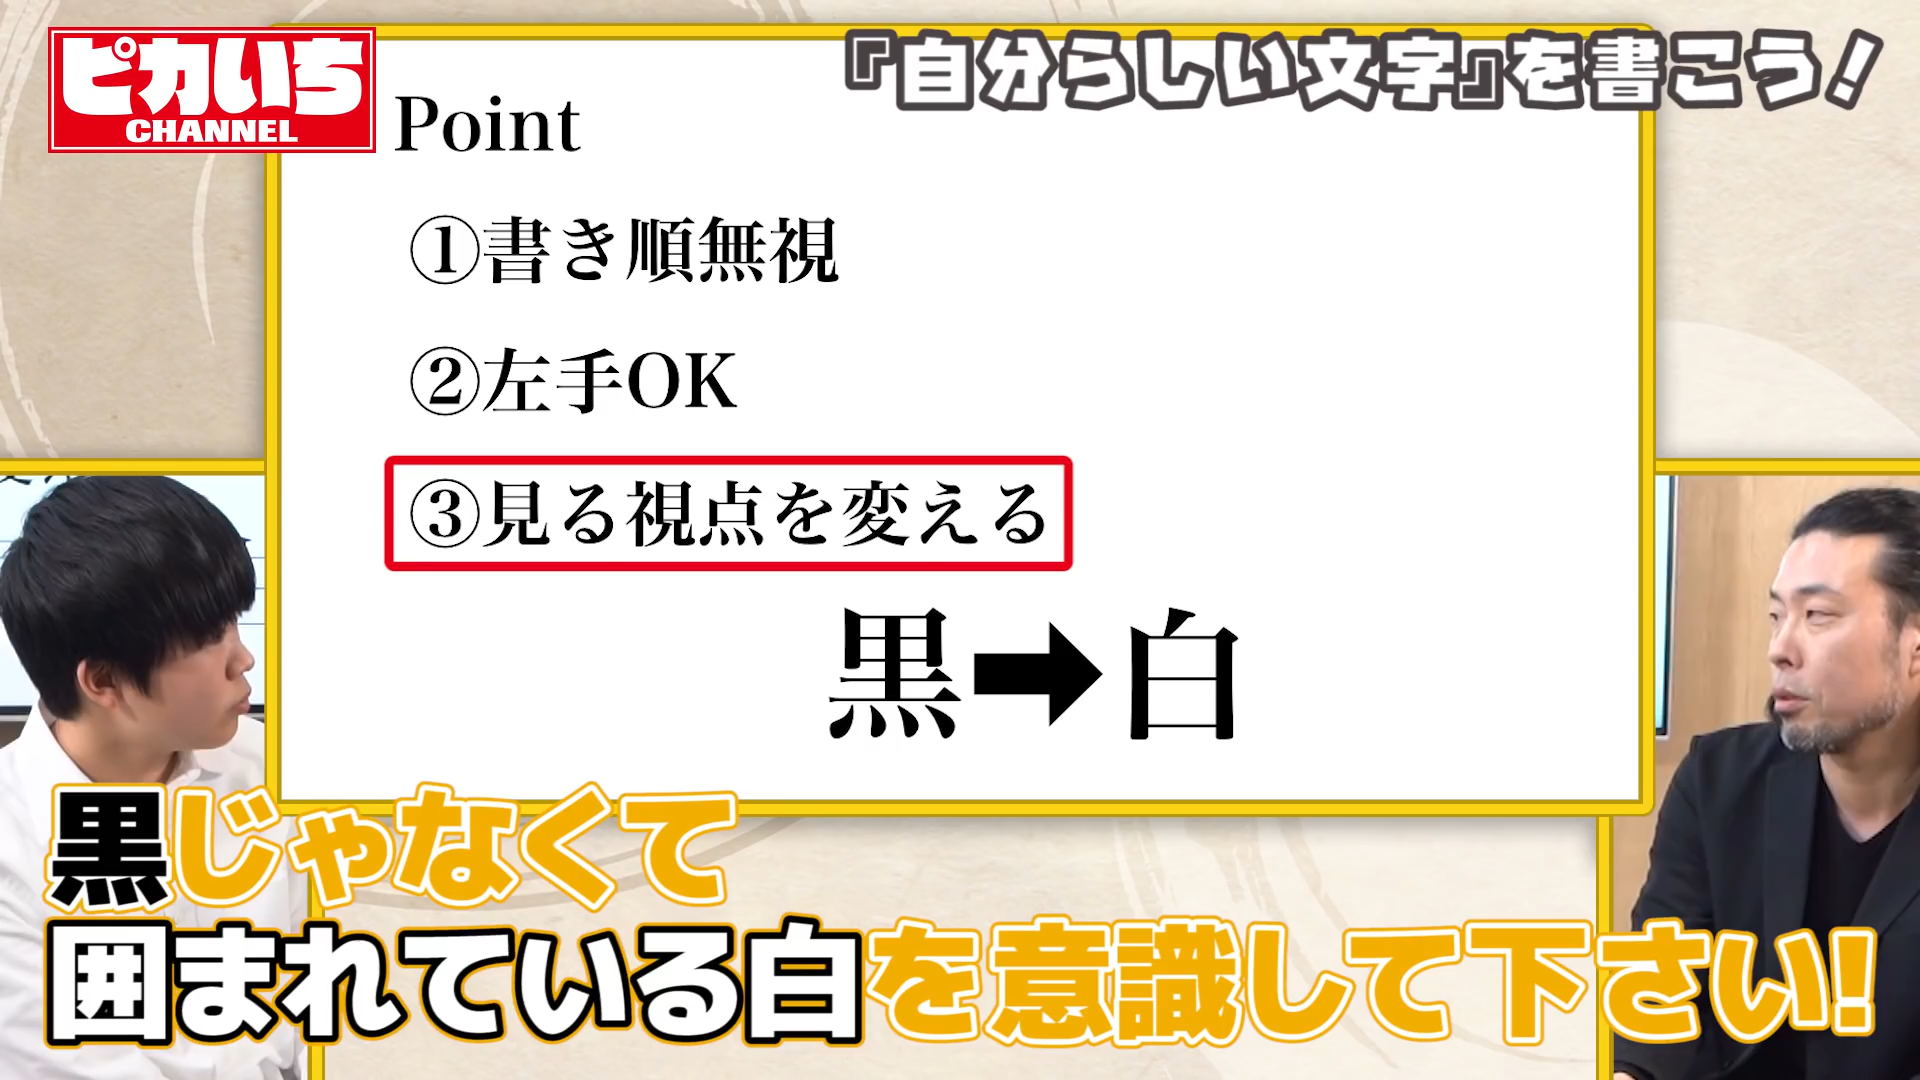 ピカいち
CHANNEL
『自分らしい文字』を書こう！
Point
①書き順無視
②左手OK
③見る視点を変える
黒➡白
黒じゃなくて
囲まれている白を意識して下さい!